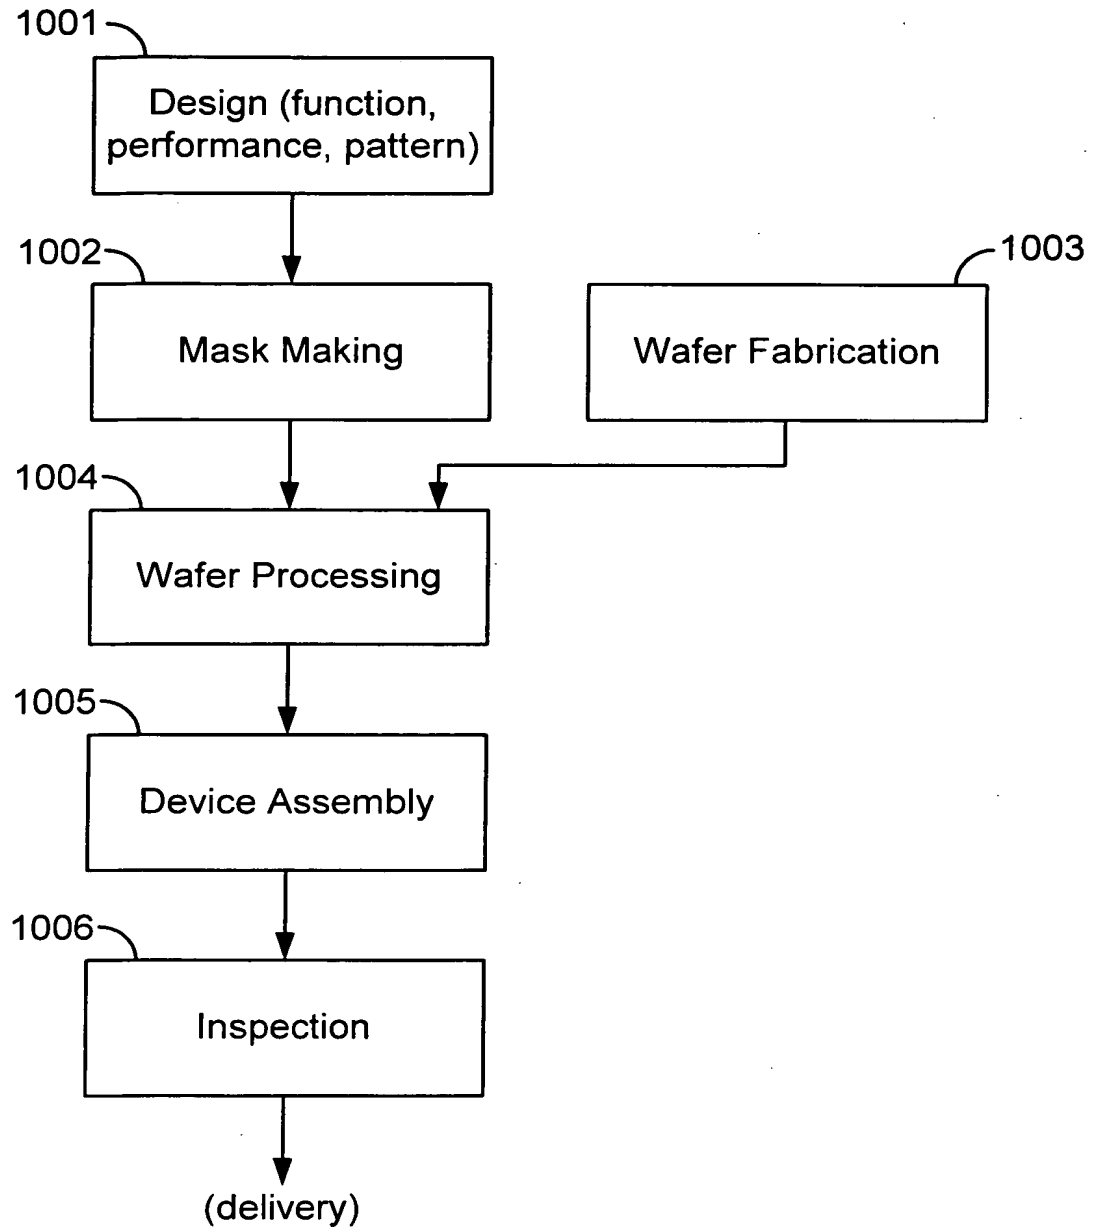 1001
Design (function,
performance, pattern)
1002
Mask Making
1003
Wafer Fabrication
1004
Wafer Processing
1005
Device Assembly
1006
Inspection
(delivery)